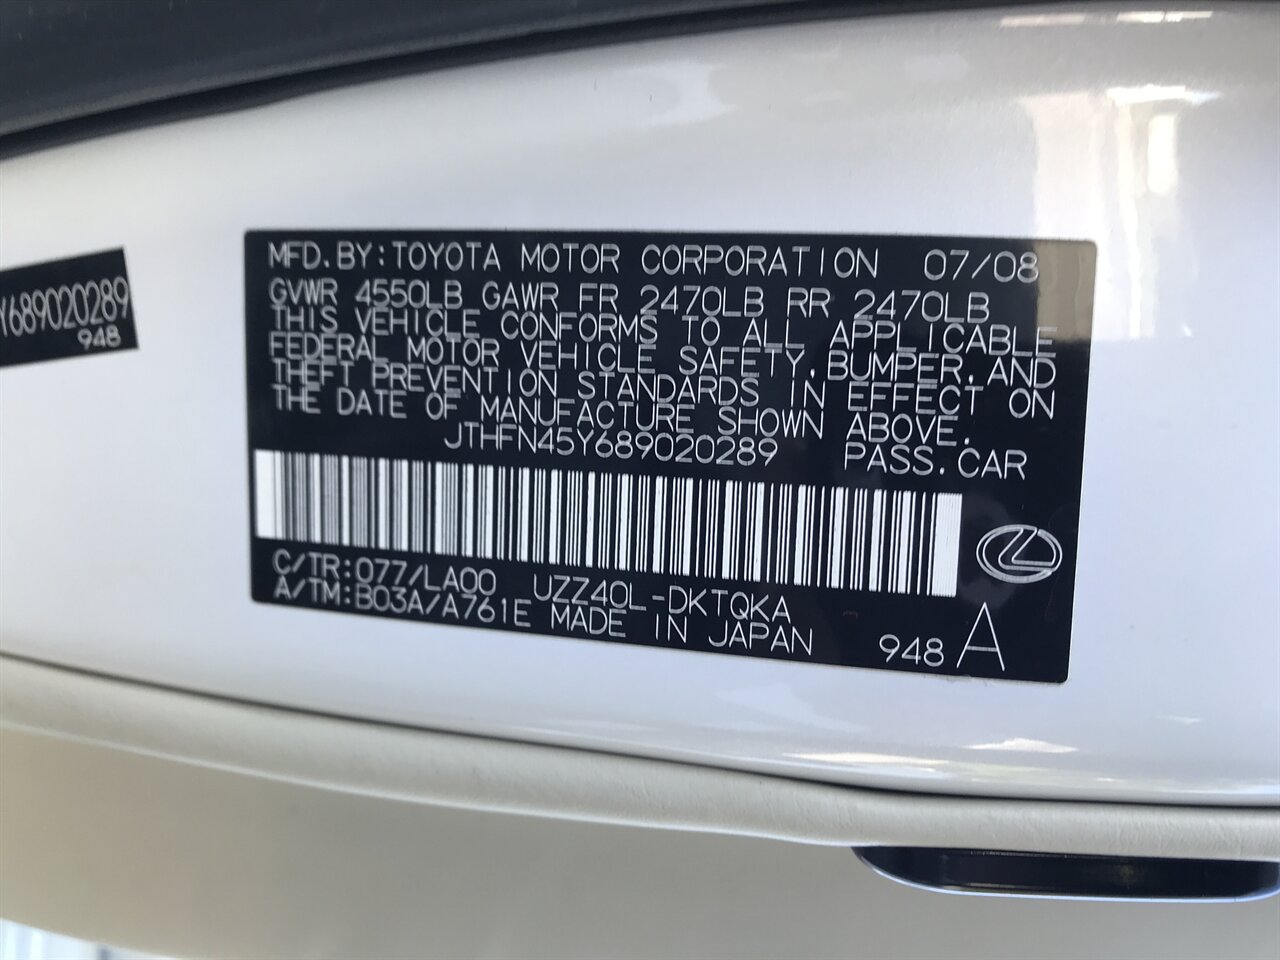 MFD.BY:TOYOTA MOTOR CORPORATION 07/08
GVWR 4550LB GAWR FR 2470LB RR 2470LB
THIS VEHICLE CONFORMS TO ALL APPLICABLE
FEDERAL MOTOR VEHICLE SAFETY,BUMPER,AND
THEFT PREVENTION STANDARDS IN EFFECT ON
THE DATE OF MANUFACTURE SHOWN ABOVE.
JTHFN45Y689020289 PASS.CAR
C/TR:077/LA00 UZZ40L-DKTQKA
A/TM:B03A/A761E MADE IN JAPAN 948 A
Y689020289
948